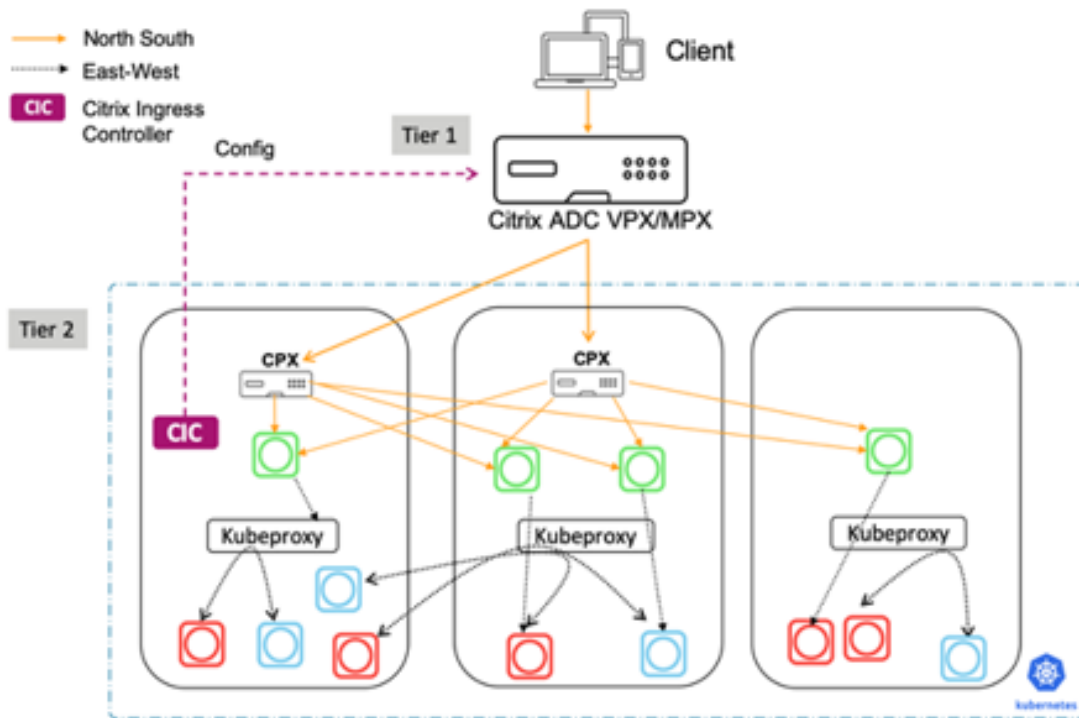 North South
East-West
CIC
Citrix Ingress
Controller
Client
Tier 1
Config
Citrix ADC VPX/MPX
Tier 2
CPX
CPX
CIC
Kubeproxy
Kubeproxy
Kubeproxy
kubernetes